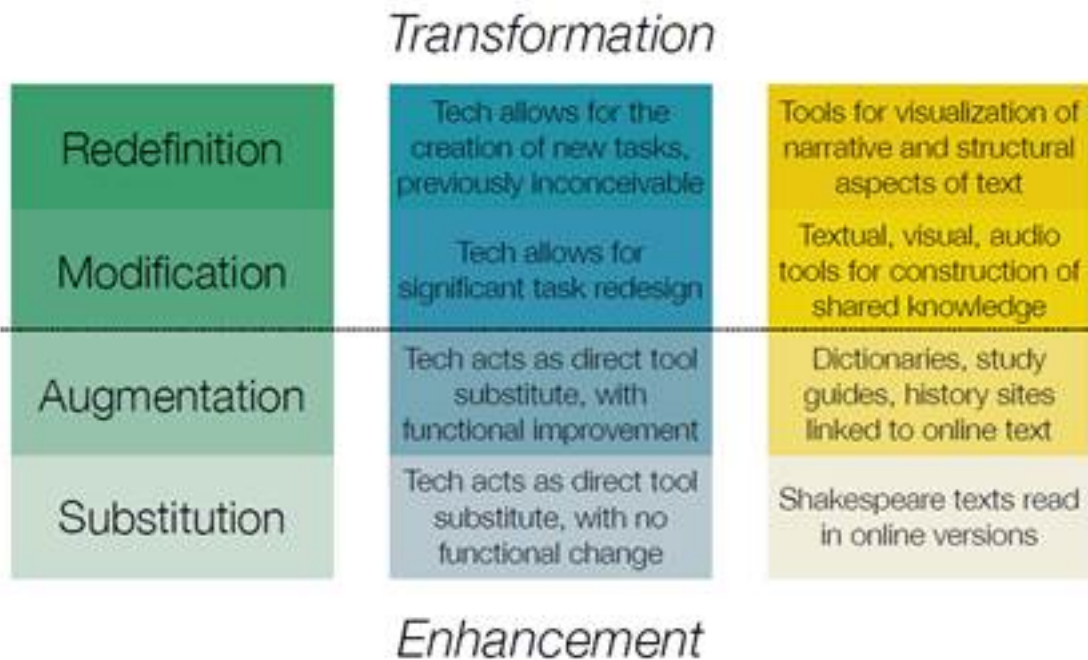 Transformation
Redefinition
Tech allows for the
creation of new tasks,
previously inconceivable
Tools for visualization of
narrative and structural
aspects of text
Modification
Tech allows for
significant task redesign
Textual, visual, audio
tools for construction of
shared knowledge
Augmentation
Tech acts as direct tool
substitute, with
functional improvement
Dictionaries, study
guides, history sites
linked to online text
Substitution
Tech acts as direct tool
substitute, with no
functional change
Shakespeare texts read
in online versions
Enhancement